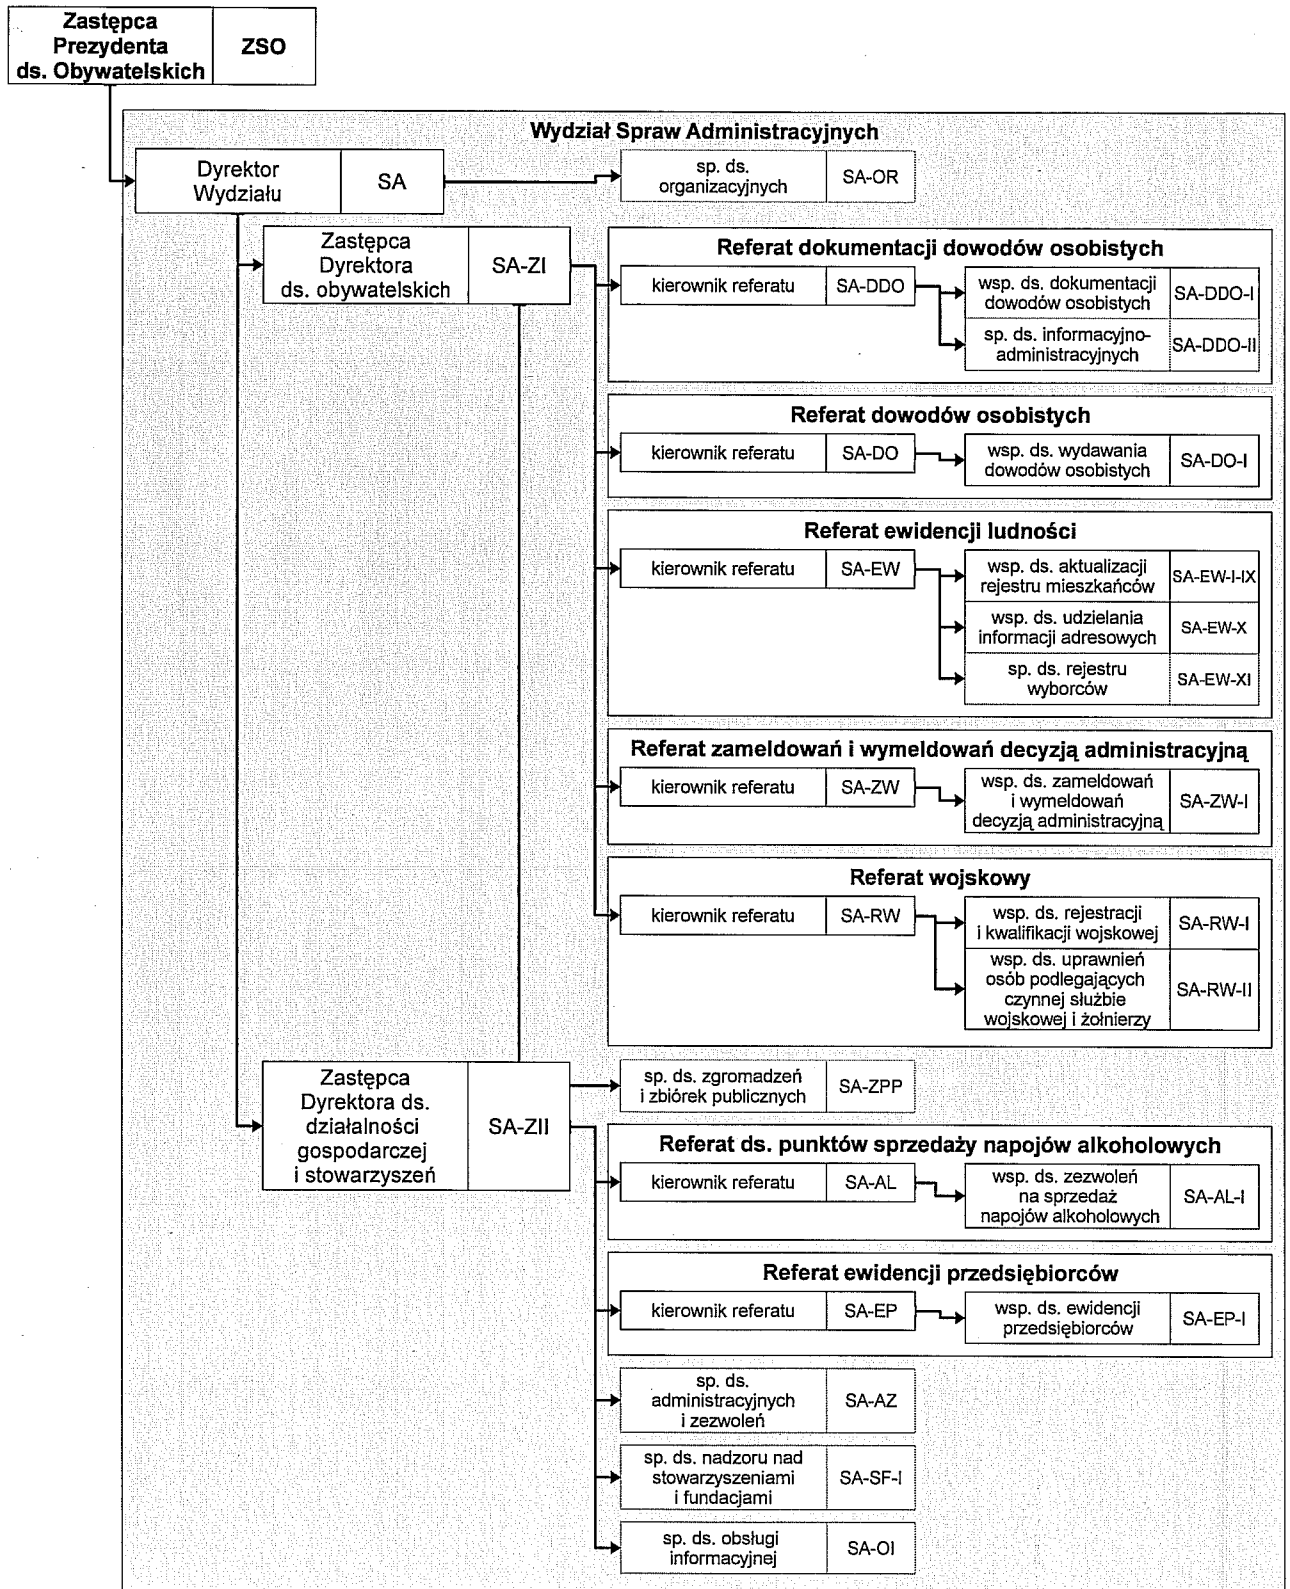 Zastępca
Prezydenta
ds. Obywatelskich
ZSO
Wydział Spraw Administracyjnych
Dyrektor
Wydziału
SA
sp. ds.
organizacyjnych
SA-OR
Zastępca
Dyrektora
ds. obywatelskich
SA-ZI
Referat dokumentacji dowodów osobistych
kierownik referatu
SA-DDO
wsp. ds. dokumentacji
dowodów osobistych
SA-DDO-I
sp. ds. informacyjno-
administracyjnych
SA-DDO-II
Referat dowodów osobistych
kierownik referatu
SA-DO
wsp. ds. wydawania
dowodów osobistych
SA-DO-I
Referat ewidencji ludności
kierownik referatu
SA-EW
wsp. ds. aktualizacji
rejestru mieszkańców
SA-EW-I-IX
wsp. ds. udzielania
informacji adresowych
SA-EW-X
sp. ds. rejestru
wyborców
SA-EW-XI
Referat zameldowań i wymeldowań decyzją administracyjną
kierownik referatu
SA-ZW
wsp. ds. zameldowań
i wymeldowań
decyzją administracyjną
SA-ZW-I
Referat wojskowy
kierownik referatu
SA-RW
wsp. ds. rejestracji
i kwalifikacji wojskowej
SA-RW-I
wsp. ds. uprawnień
osób podlegających
czynnej służbie
wojskowej i żołnierzy
SA-RW-II
Zastępca
Dyrektora ds.
działalności
gospodarczej
i stowarzyszeń
SA-ZII
sp. ds. zgromadzeń
i zbiórek publicznych
SA-ZPP
Referat ds. punktów sprzedaży napojów alkoholowych
kierownik referatu
SA-AL
wsp. ds. zezwoleń
na sprzedaż
napojów alkoholowych
SA-AL-I
Referat ewidencji przedsiębiorców
kierownik referatu
SA-EP
wsp. ds. ewidencji
przedsiębiorców
SA-EP-I
sp. ds.
administracyjnych
i zezwoleń
SA-AZ
sp. ds. nadzoru nad
stowarzyszeniami
i fundacjami
SA-SF-I
sp. ds. obsługi
informacyjnej
SA-OI